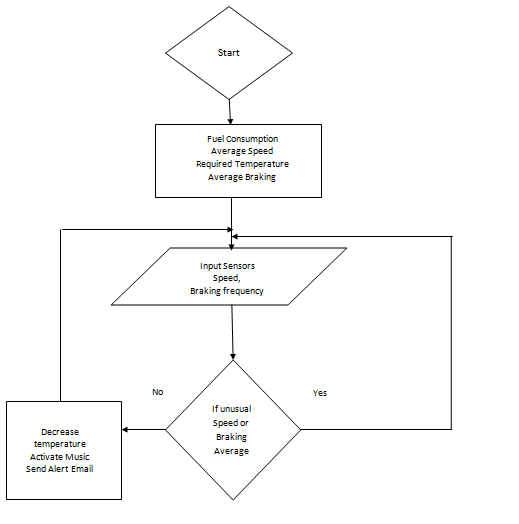 Start
Fuel Consumption
Average Speed
Required Temperature
Average Braking
Input Sensors
Speed,
Braking frequency
No
Yes
If unusual
Speed or
Braking
Average
Decrease
temperature
Activate Music
Send Alert Email